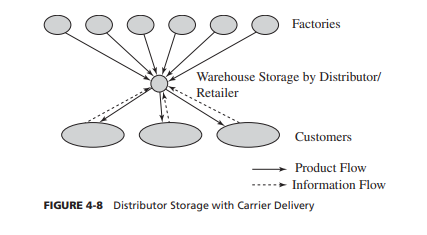 Factories
Warehouse Storage by Distributor/
Retailer
Customers
Product Flow
Information Flow
FIGURE 4-8 Distributor Storage with Carrier Delivery